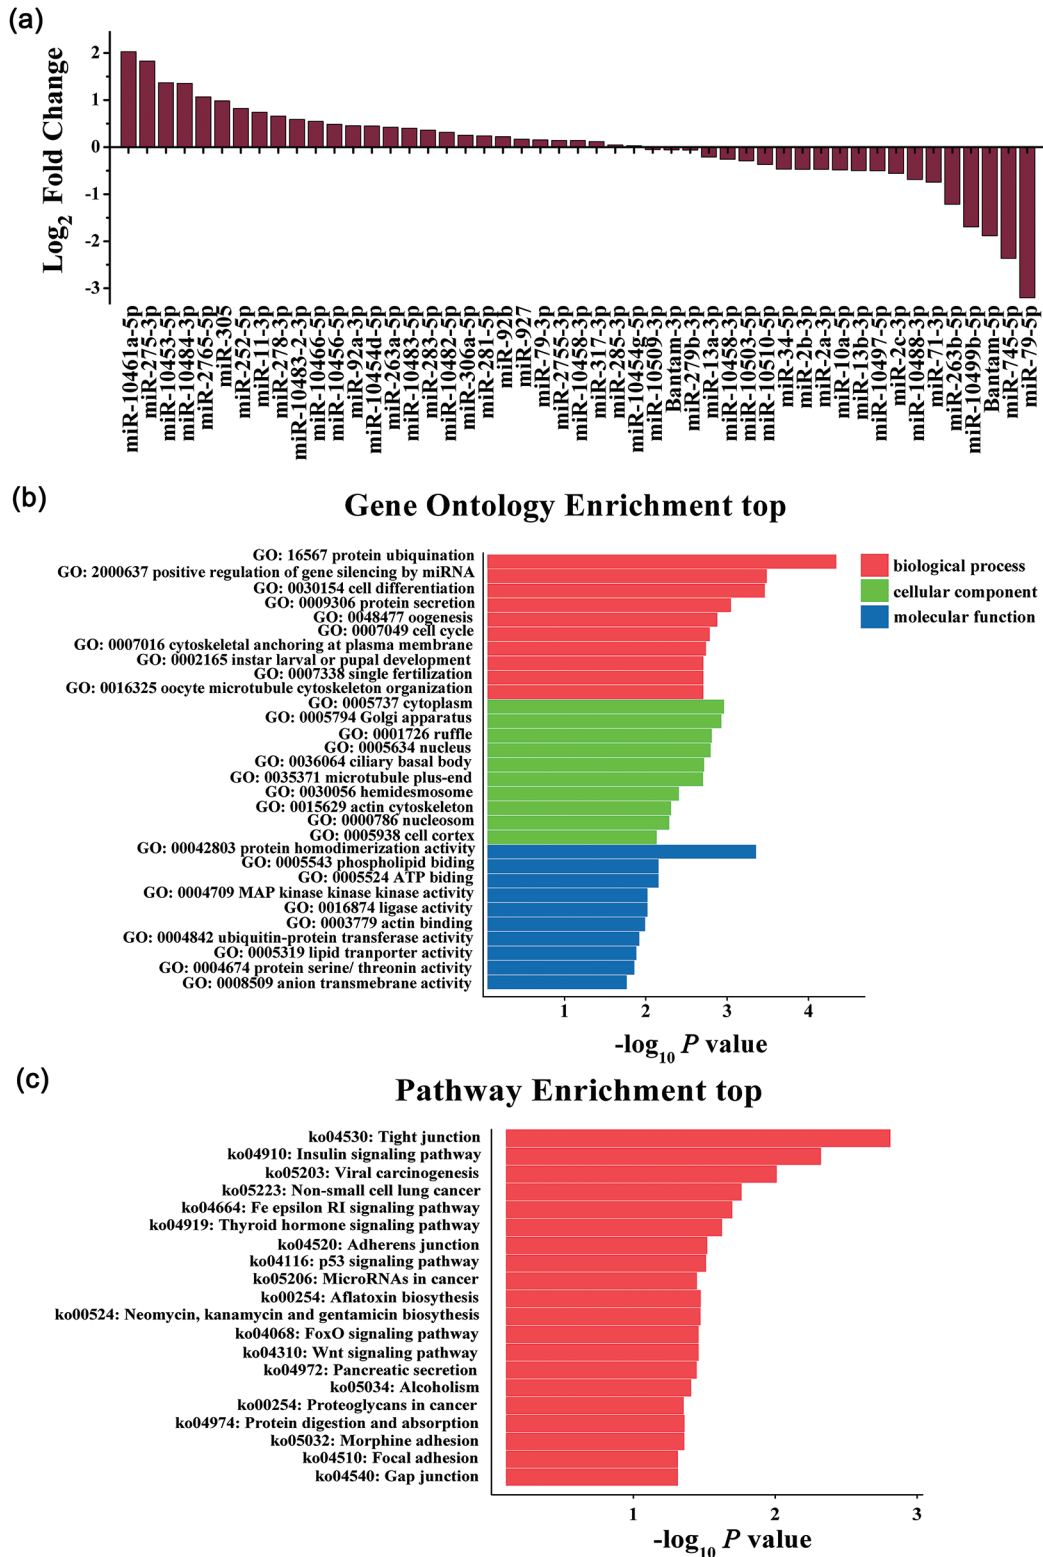 (a)
Log2 Fold Change
2
1
0
-1
-2
-3
miR-10461a-5p
miR-275-3p
miR-10453-5p
miR-10484-3p
miR-2765-5p
miR-305
miR-252-5p
miR-11-3p
miR-278-3p
miR-10483-2-3p
miR-10466-5p
miR-10456-5p
miR-92a-3p
miR-10454d-5p
miR-263a-5p
miR-10483-5p
miR-283-5p
miR-10482-5p
miR-306a-5p
miR-281-5p
miR-92b
miR-927
miR-79-3p
miR-2755-3p
miR-10458-3p
miR-317-3p
miR-285-3p
miR-10454g-5p
miR-10509-3p
Bantam-3p
miR-279b-3p
miR-13a-3p
miR-10458-3p
miR-10503-5p
miR-10510-5p
miR-34-5p
miR-2b-3p
miR-2a-3p
miR-10a-5p
miR-13b-3p
miR-10497-5p
miR-2c-3p
miR-10488-3p
miR-71-3p
miR-263b-5p
miR-10499b-5p
Bantam-5p
miR-745-5p
miR-79-5p
(b)
Gene Ontology Enrichment top
GO: 16567 protein ubiquination
GO: 2000637 positive regulation of gene silencing by miRNA
GO: 0030154 cell differentiation
GO: 0009306 protein secretion
GO: 0048477 oogenesis
GO: 0007049 cell cycle
GO: 0007016 cytoskeletal anchoring at plasma membrane
GO: 0002165 instar larval or pupal development
GO: 0007338 single fertilization
GO: 0016325 oocyte microtubule cytoskeleton organization
GO: 0005737 cytoplasm
GO: 0005794 Golgi apparatus
GO: 0001726 ruffle
GO: 0005634 nucleus
GO: 0036064 ciliary basal body
GO: 0035371 microtubule plus-end
GO: 0030056 hemidesmosome
GO: 0015629 actin cytoskeleton
GO: 0000786 nucleosom
GO: 0005938 cell cortex
GO: 00042803 protein homodimerization activity
GO: 0005543 phospholipid biding
GO: 0005524 ATP biding
GO: 0004709 MAP kinase kinase kinase activity
GO: 0016874 ligase activity
GO: 0003779 actin binding
GO: 0004842 ubiquitin-protein transferase activity
GO: 0005319 lipid tranporter activity
GO: 0004674 protein serine/ threonin activity
GO: 0008509 anion transmebrane activity
biological process
cellular component
molecular function
1 2 3 4
-log10 P value
(c)
Pathway Enrichment top
ko04530: Tight junction
ko04910: Insulin signaling pathway
ko05203: Viral carcinogenesis
ko05223: Non-small cell lung cancer
ko04664: Fe epsilon RI signaling pathway
ko04919: Thyroid hormone signaling pathway
ko04520: Adherens junction
ko04116: p53 signaling pathway
ko05206: MicroRNAs in cancer
ko00254: Aflatoxin biosythesis
ko00524: Neomycin, kanamycin and gentamicin biosythesis
ko04068: FoxO signaling pathway
ko04310: Wnt signaling pathway
ko04972: Pancreatic secretion
ko05034: Alcoholism
ko00254: Proteoglycans in cancer
ko04974: Protein digestion and absorption
ko05032: Morphine adhesion
ko04510: Focal adhesion
ko04540: Gap junction
1 2 3
-log10 P value